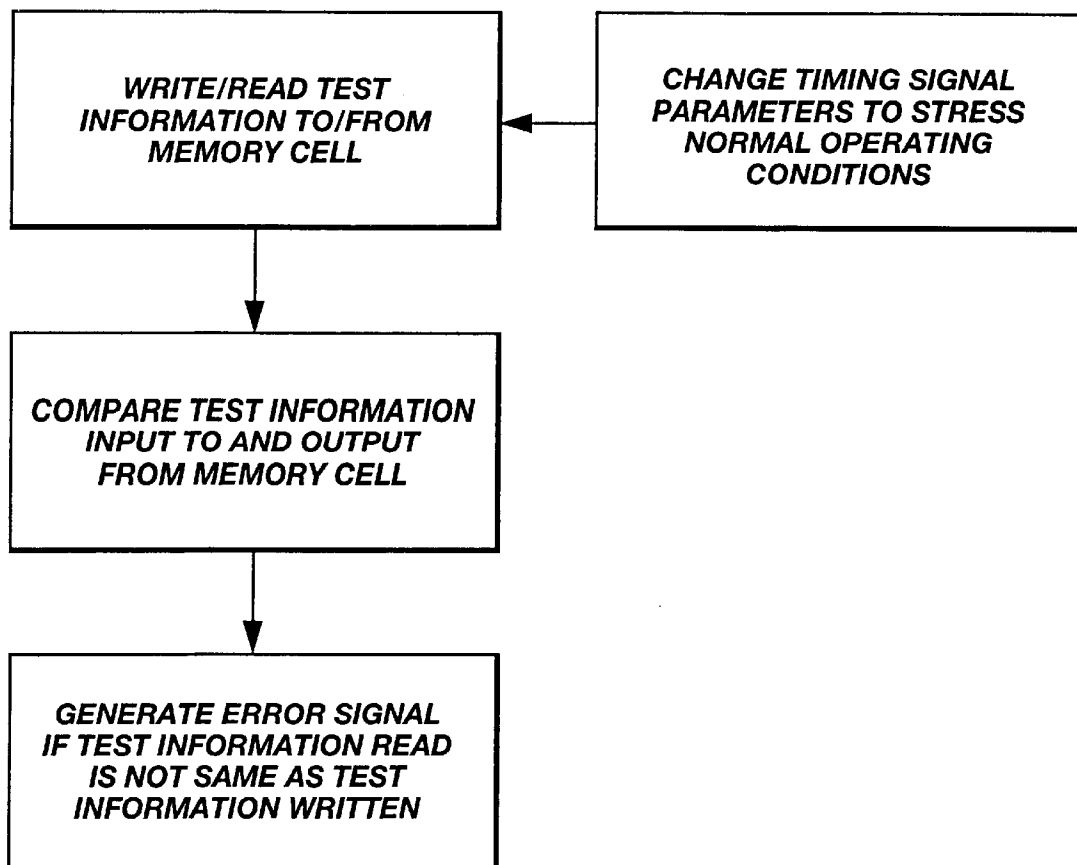 WRITE/READ TEST
INFORMATION TO/FROM
MEMORY CELL
CHANGE TIMING SIGNAL
PARAMETERS TO STRESS
NORMAL OPERATING
CONDITIONS
COMPARE TEST INFORMATION
INPUT TO AND OUTPUT
FROM MEMORY CELL
GENERATE ERROR SIGNAL
IF TEST INFORMATION READ
IS NOT SAME AS TEST
INFORMATION WRITTEN